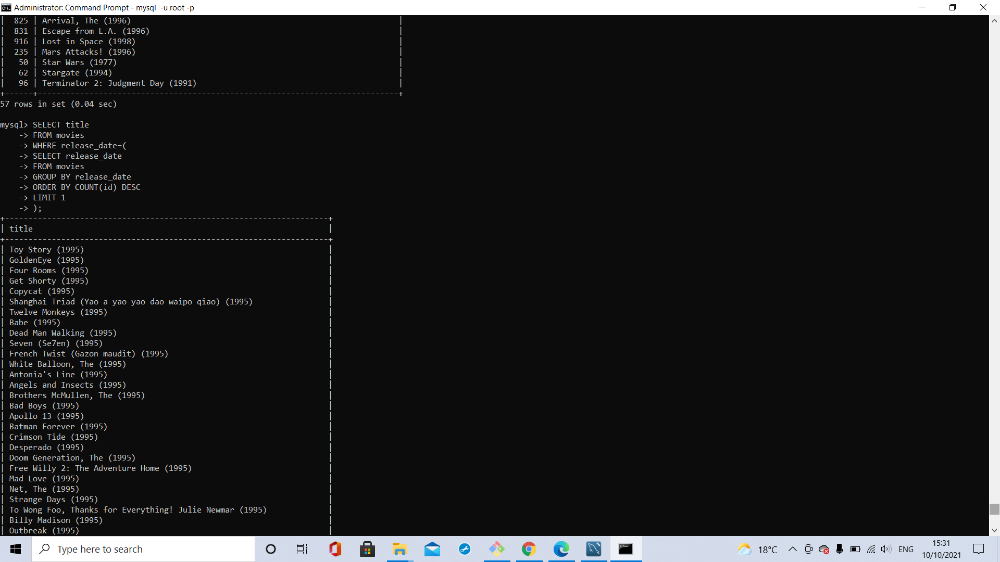 Administrator: Command Prompt - mysql  -u root -p
|  825 | Arrival, The (1996)                                                         |
|  831 | Escape from L.A. (1996)                                                     |
|  916 | Lost in Space (1998)                                                        |
|  235 | Mars Attacks! (1996)                                                        |
|   50 | Star Wars (1977)                                                            |
|   62 | Stargate (1994)                                                             |
|   96 | Terminator 2: Judgment Day (1991)                                           |
+------+-----------------------------------------------------------------------------+
57 rows in set (0.04 sec)
mysql> SELECT title
    -> FROM movies
    -> WHERE release_date=(
    -> SELECT release_date
    -> FROM movies
    -> GROUP BY release_date
    -> ORDER BY COUNT(id) DESC
    -> LIMIT 1
    -> );
+---------------------------------------------------------------------+
| title                                                               |
+---------------------------------------------------------------------+
| Toy Story (1995)                                                    |
| GoldenEye (1995)                                                    |
| Four Rooms (1995)                                                   |
| Get Shorty (1995)                                                   |
| Copycat (1995)                                                      |
| Shanghai Triad (Yao a yao yao dao waipo qiao) (1995)                |
| Twelve Monkeys (1995)                                               |
| Babe (1995)                                                         |
| Dead Man Walking (1995)                                             |
| Seven (Se7en) (1995)                                                |
| French Twist (Gazon maudit) (1995)                                  |
| White Balloon, The (1995)                                           |
| Antonia's Line (1995)                                               |
| Angels and Insects (1995)                                           |
| Brothers McMullen, The (1995)                                       |
| Bad Boys (1995)                                                     |
| Apollo 13 (1995)                                                    |
| Batman Forever (1995)                                               |
| Crimson Tide (1995)                                                 |
| Desperado (1995)                                                    |
| Doom Generation, The (1995)                                         |
| Free Willy 2: The Adventure Home (1995)                             |
| Mad Love (1995)                                                     |
| Net, The (1995)                                                     |
| Strange Days (1995)                                                 |
| To Wong Foo, Thanks for Everything! Julie Newmar (1995)             |
| Billy Madison (1995)                                                |
| Outbreak (1995)                                                     |
Type here to search
18°C
ENG
15:31
10/10/2021